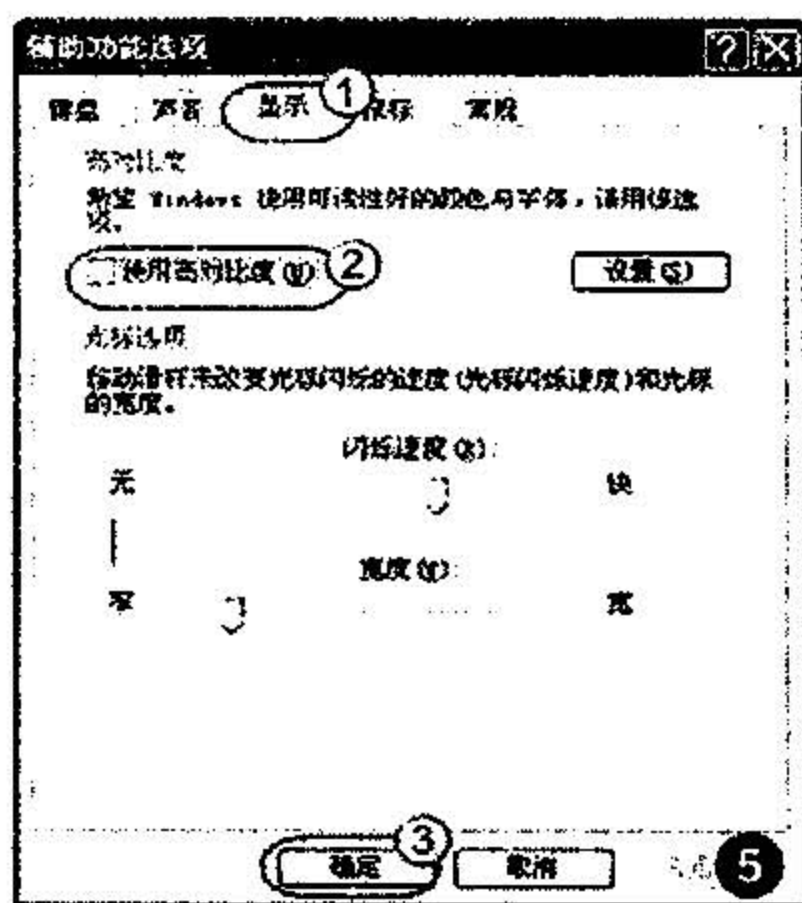 辅助功能选项
键盘 声音 显示 ① 鼠标 常规
高对比度
希望 Windows 使用可读性好的颜色与字体，请用该选
项。
使用高对比度(U) ② 设置(S)
光标选项
移动滑杆来改变光标闪烁的速度(光标闪烁速度)和光标
的宽度。
闪烁速度(R):
无 快
宽度(Y):
窄 宽
确定 ③ 取消 5